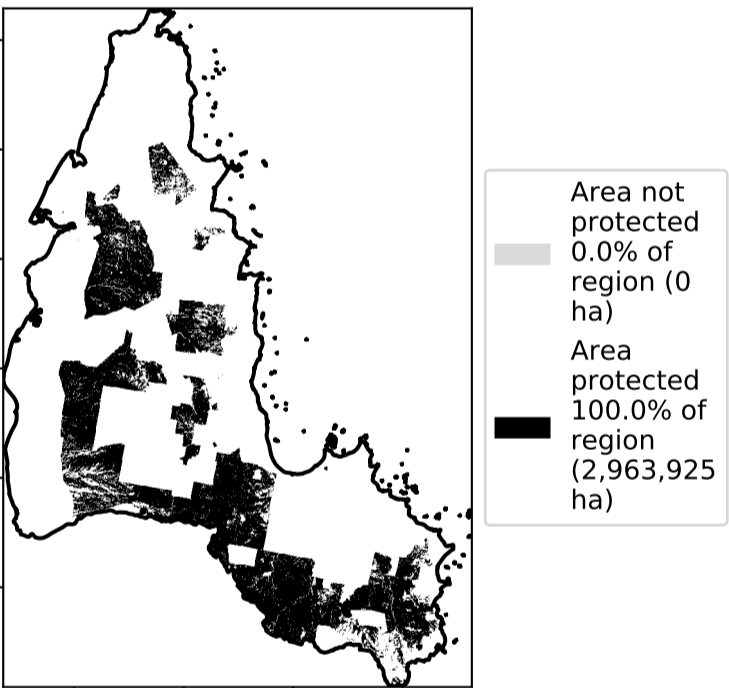 Area not
protected
0.0% of
region (0
ha)
Area
protected
100.0% of
region
(2,963,925
ha)